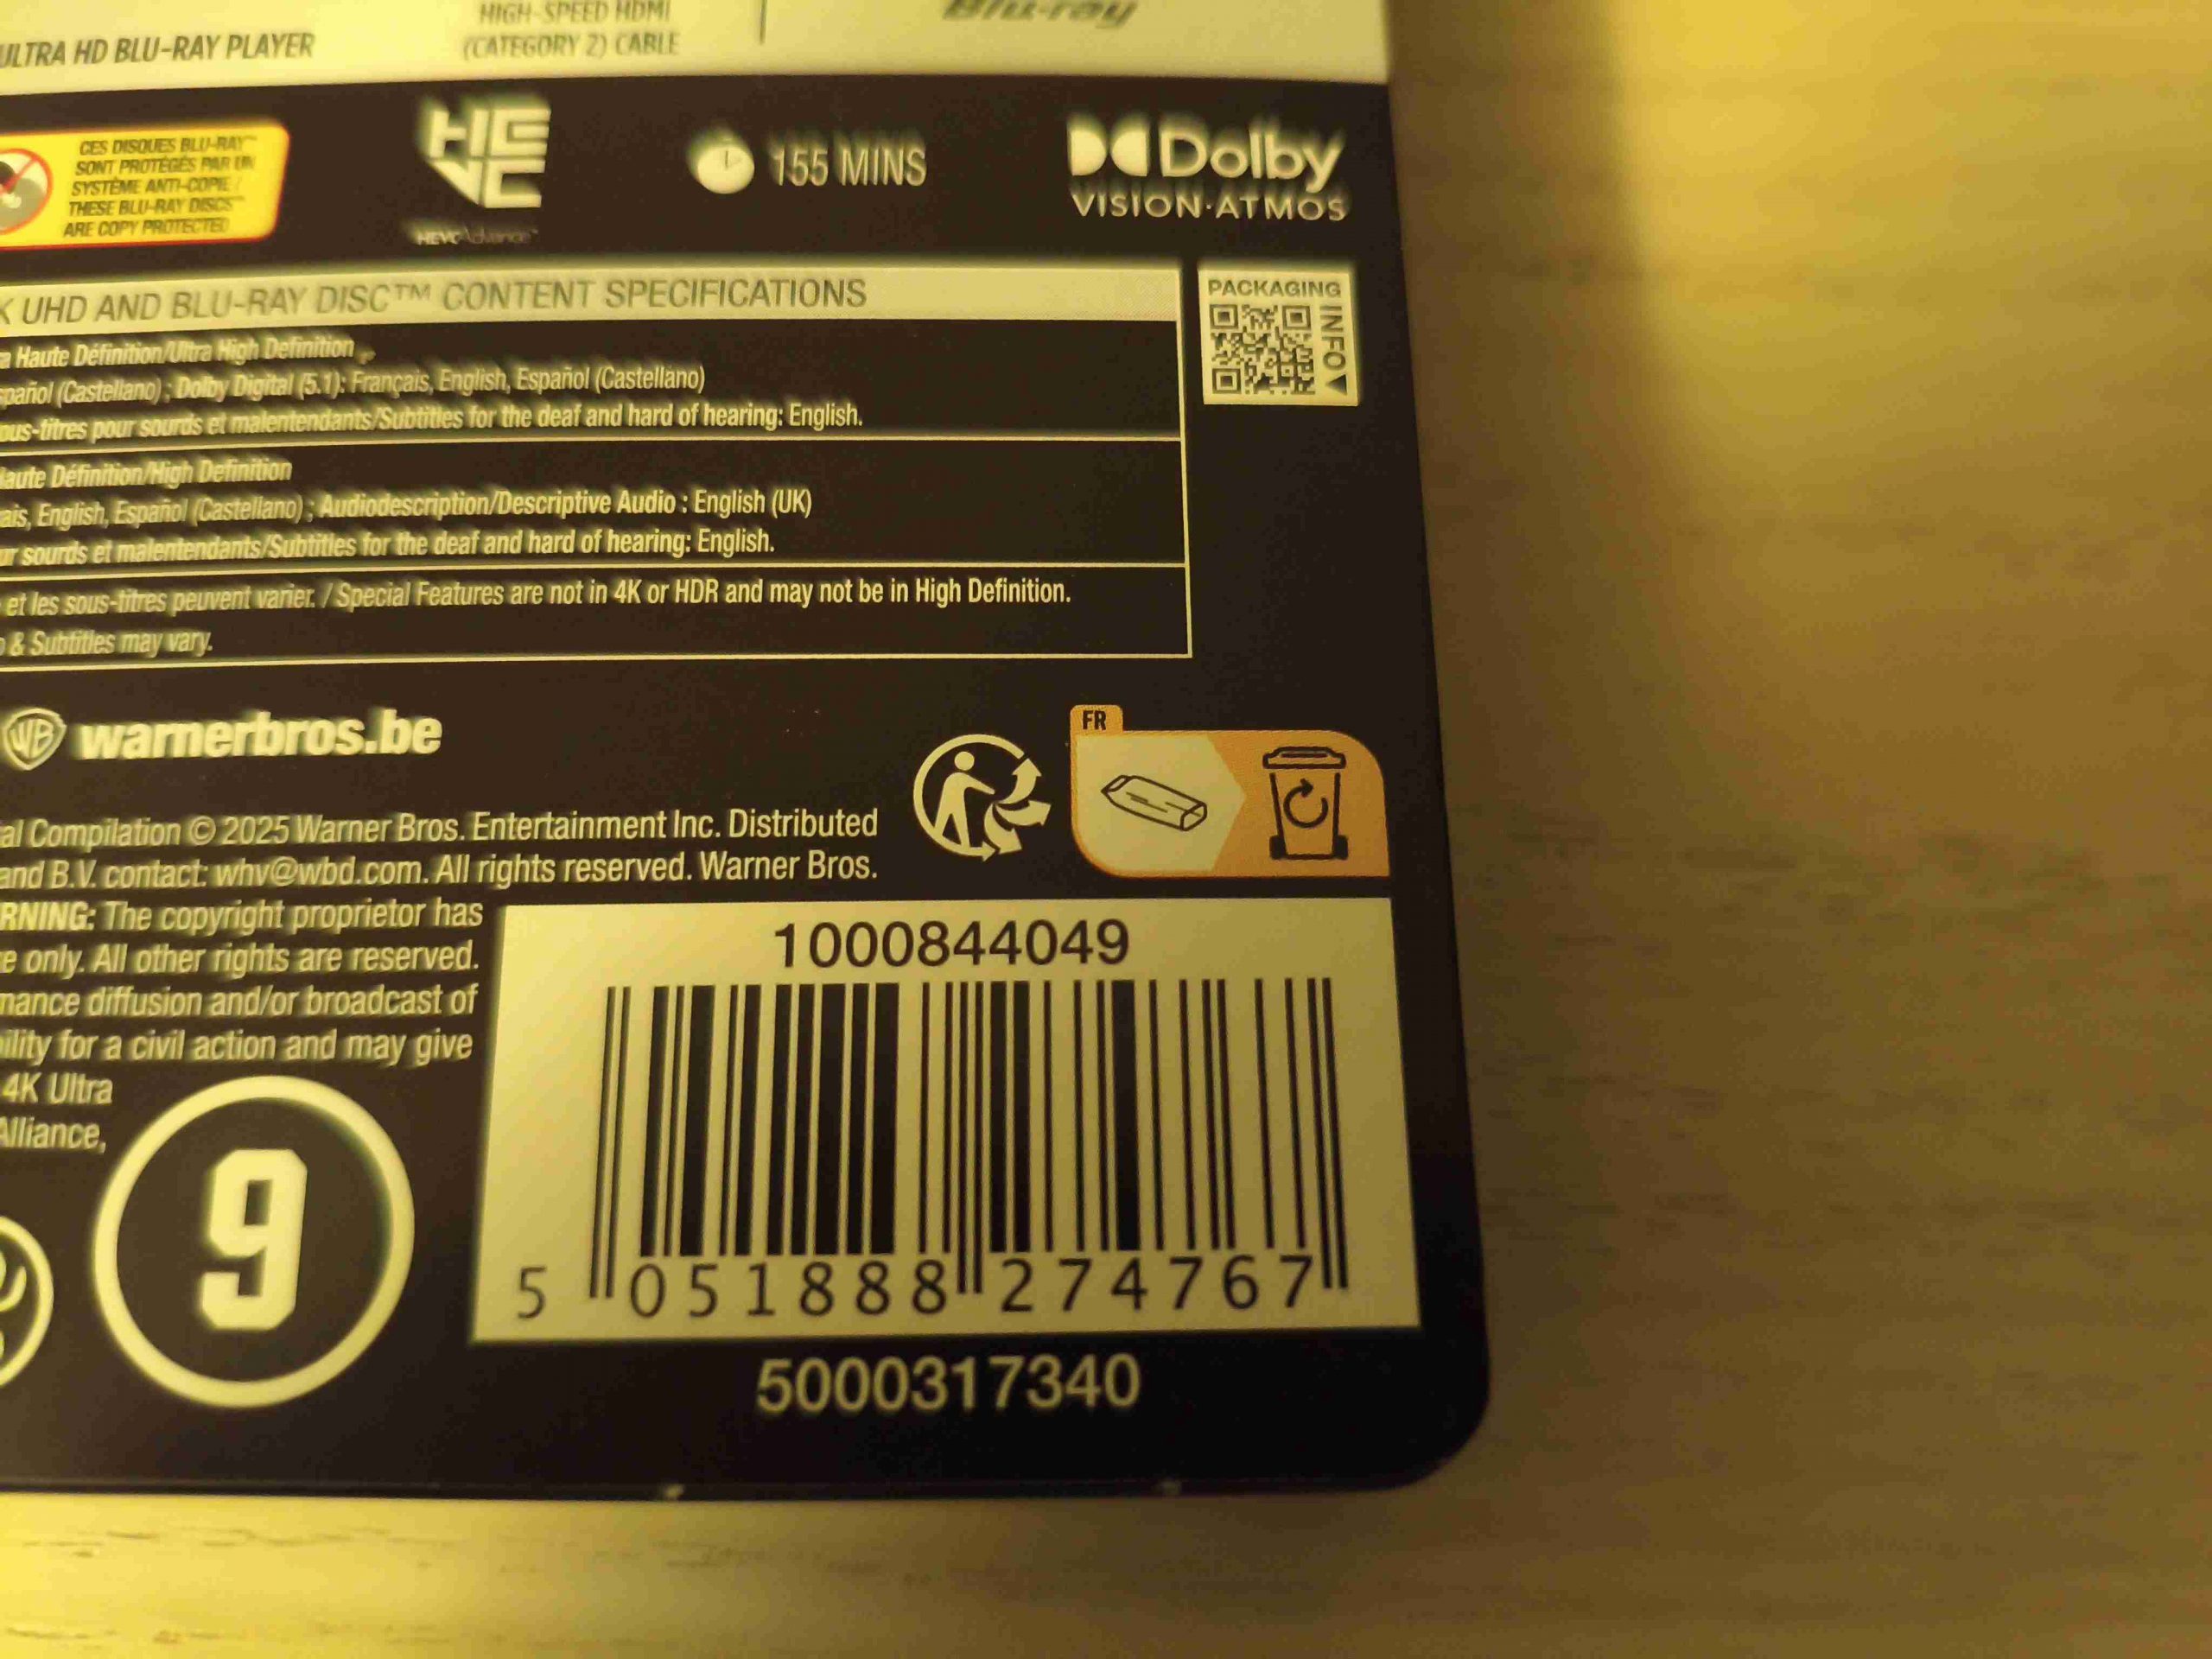 ULTRA HD BLU-RAY PLAYER
HIGH-SPEED HDMI
(CATEGORY 2) CABLE
Blu-ray
CES DISQUES BLU-RAY™
SONT PROTÉGÉS PAR UN
SYSTÈME ANTI-COPIE /
THESE BLU-RAY DISCS™
ARE COPY PROTECTED
HEVC
HEVC Advance™
155 MINS
Dolby
VISION·ATMOS
K UHD AND BLU-RAY DISC™ CONTENT SPECIFICATIONS
PACKAGING
INFO
a Haute Définition/Ultra High Definition
spañol (Castellano) ; Dolby Digital (5.1): Français, English, Español (Castellano)
ous-titres pour sourds et malentendants/Subtitles for the deaf and hard of hearing: English.
Haute Définition/High Definition
ais, English, Español (Castellano) ; Audiodescription/Descriptive Audio : English (UK)
ur sourds et malentendants/Subtitles for the deaf and hard of hearing: English.
et les sous-titres peuvent varier. / Special Features are not in 4K or HDR and may not be in High Definition.
o & Subtitles may vary.
WB warnerbros.be
FR
al Compilation © 2025 Warner Bros. Entertainment Inc. Distributed
and B.V. contact: whv@wbd.com. All rights reserved. Warner Bros.
RNING: The copyright proprietor has
e only. All other rights are reserved.
mance diffusion and/or broadcast of
ility for a civil action and may give
4K Ultra
Alliance,
9
1000844049
5 051888 274767
5000317340